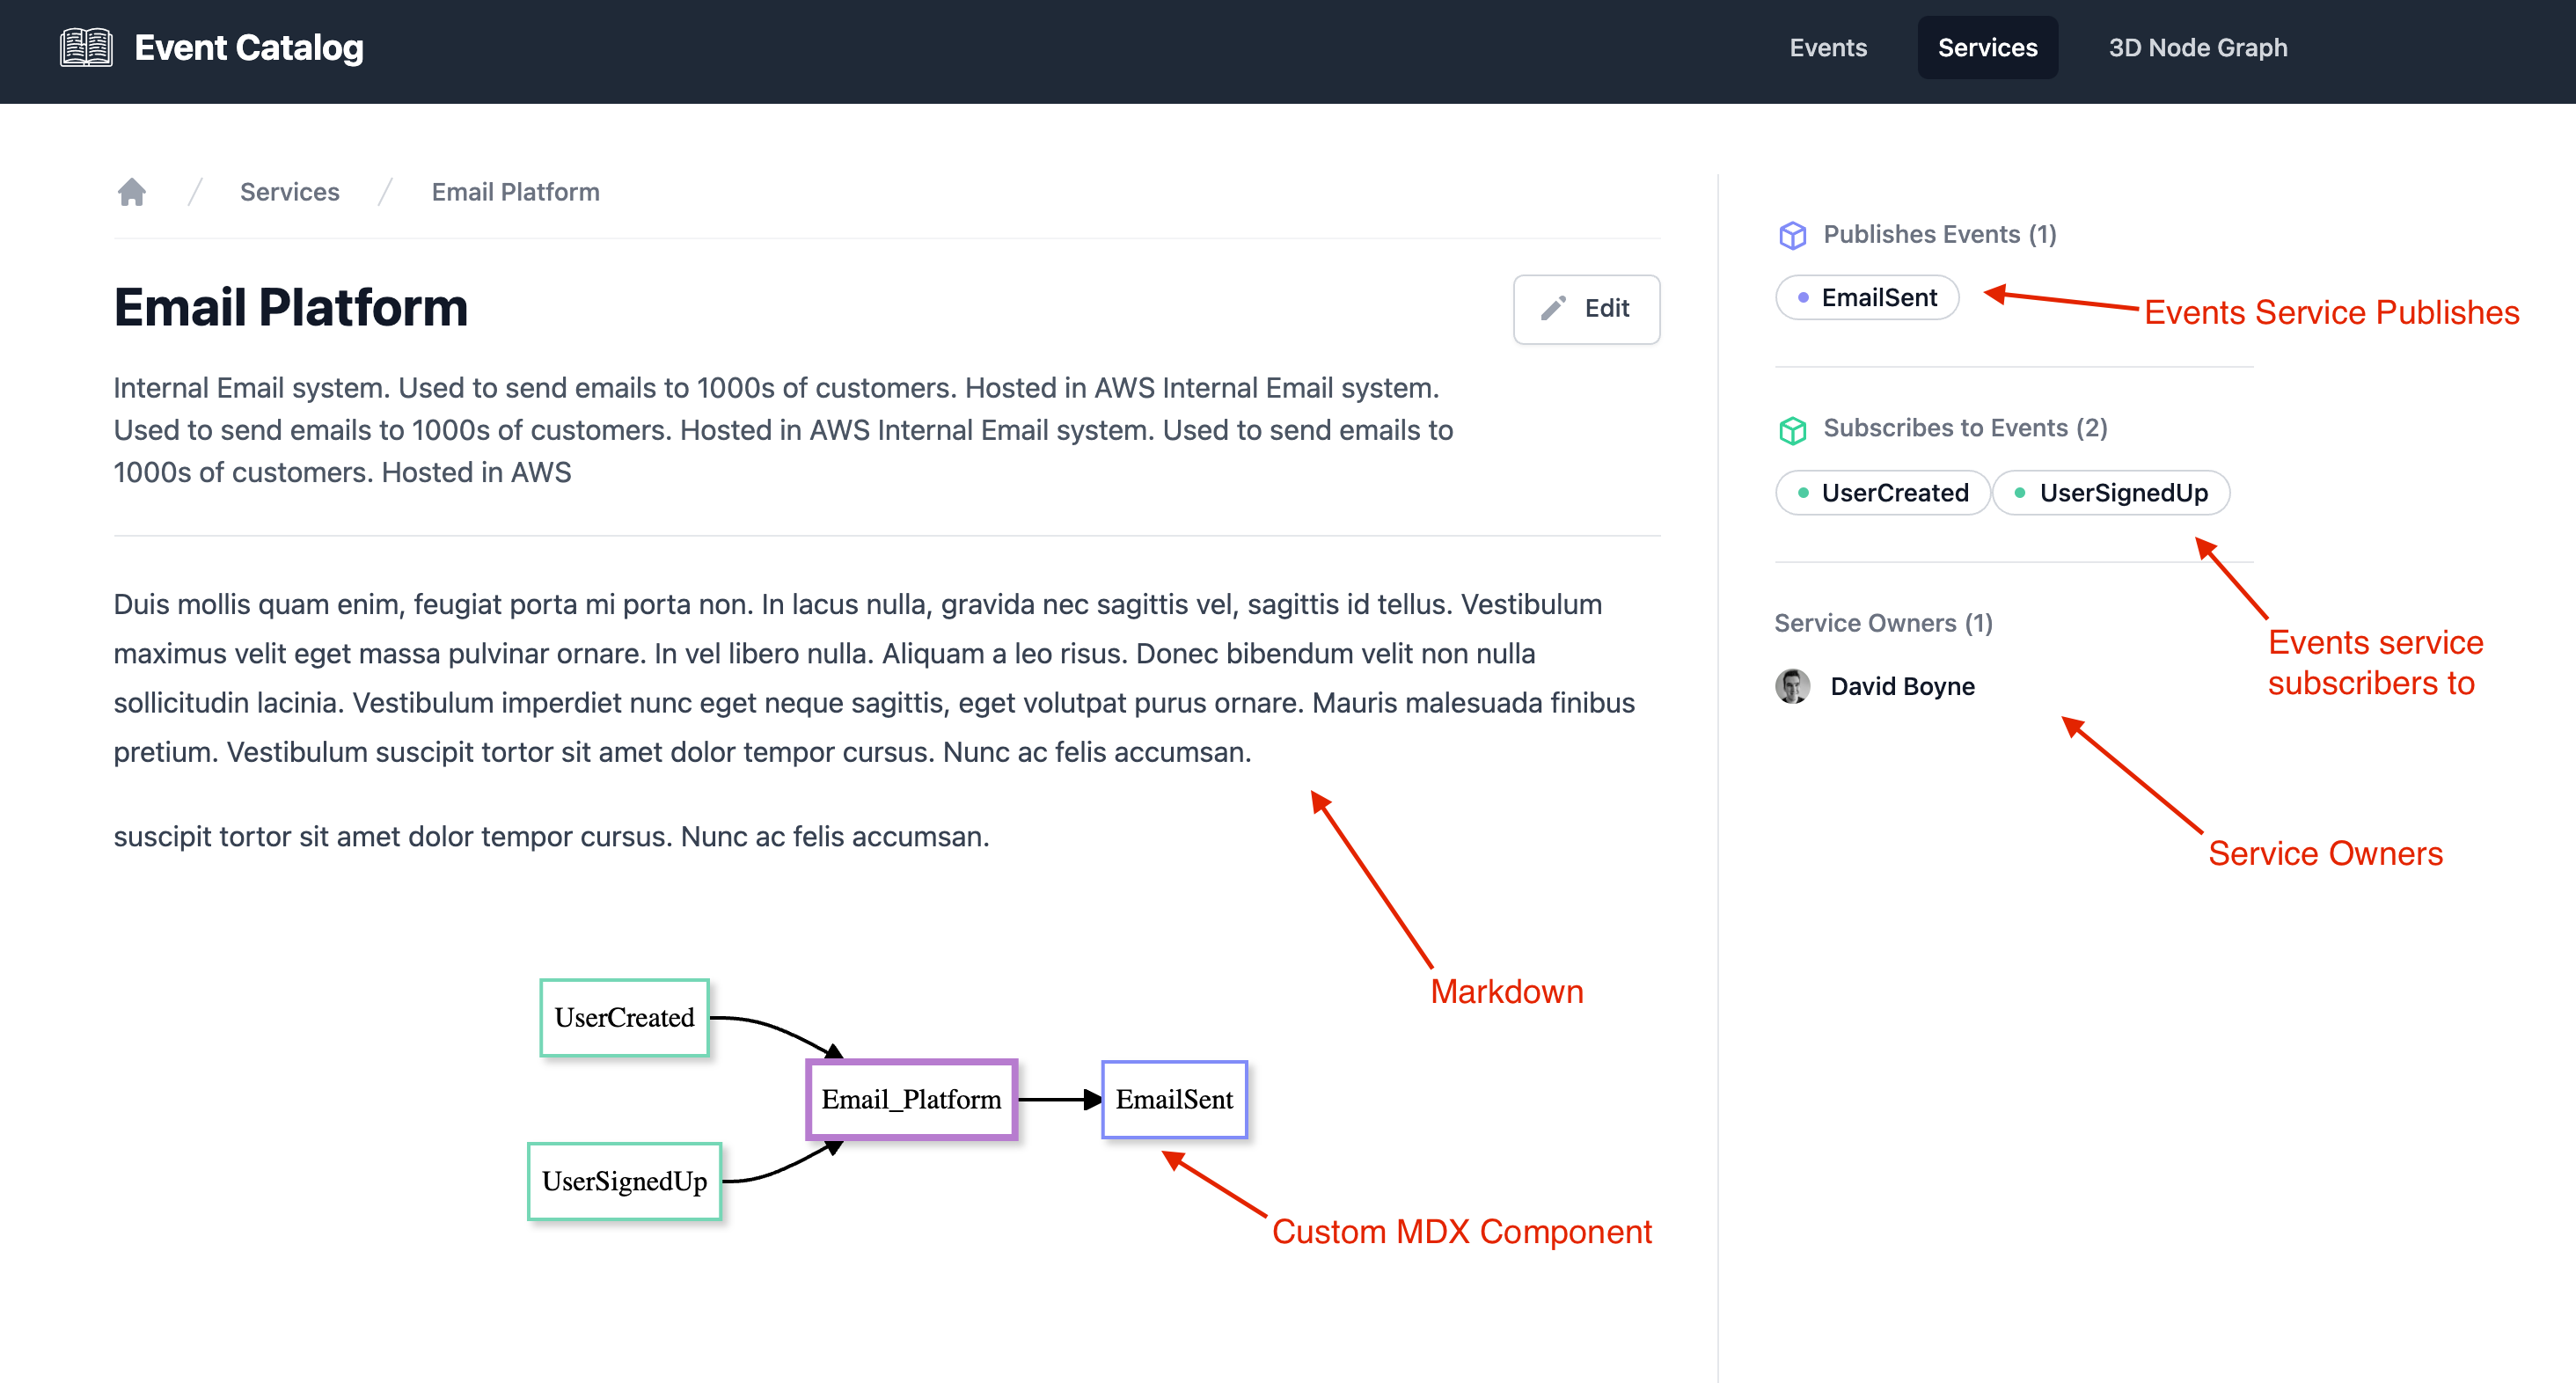 Event Catalog
Events
Services
3D Node Graph
Services
Email Platform
Email Platform
Edit
Internal Email system. Used to send emails to 1000s of customers. Hosted in AWS Internal Email system.
Used to send emails to 1000s of customers. Hosted in AWS Internal Email system. Used to send emails to
1000s of customers. Hosted in AWS
Duis mollis quam enim, feugiat porta mi porta non. In lacus nulla, gravida nec sagittis vel, sagittis id tellus. Vestibulum
maximus velit eget massa pulvinar ornare. In vel libero nulla. Aliquam a leo risus. Donec bibendum velit non nulla
sollicitudin lacinia. Vestibulum imperdiet nunc eget neque sagittis, eget volutpat purus ornare. Mauris malesuada finibus
pretium. Vestibulum suscipit tortor sit amet dolor tempor cursus. Nunc ac felis accumsan.
suscipit tortor sit amet dolor tempor cursus. Nunc ac felis accumsan.
Markdown
UserCreated
Email_Platform
EmailSent
UserSignedUp
Custom MDX Component
Publishes Events (1)
EmailSent
Events Service Publishes
Subscribes to Events (2)
UserCreated
UserSignedUp
Events service
subscribers to
Service Owners (1)
David Boyne
Service Owners